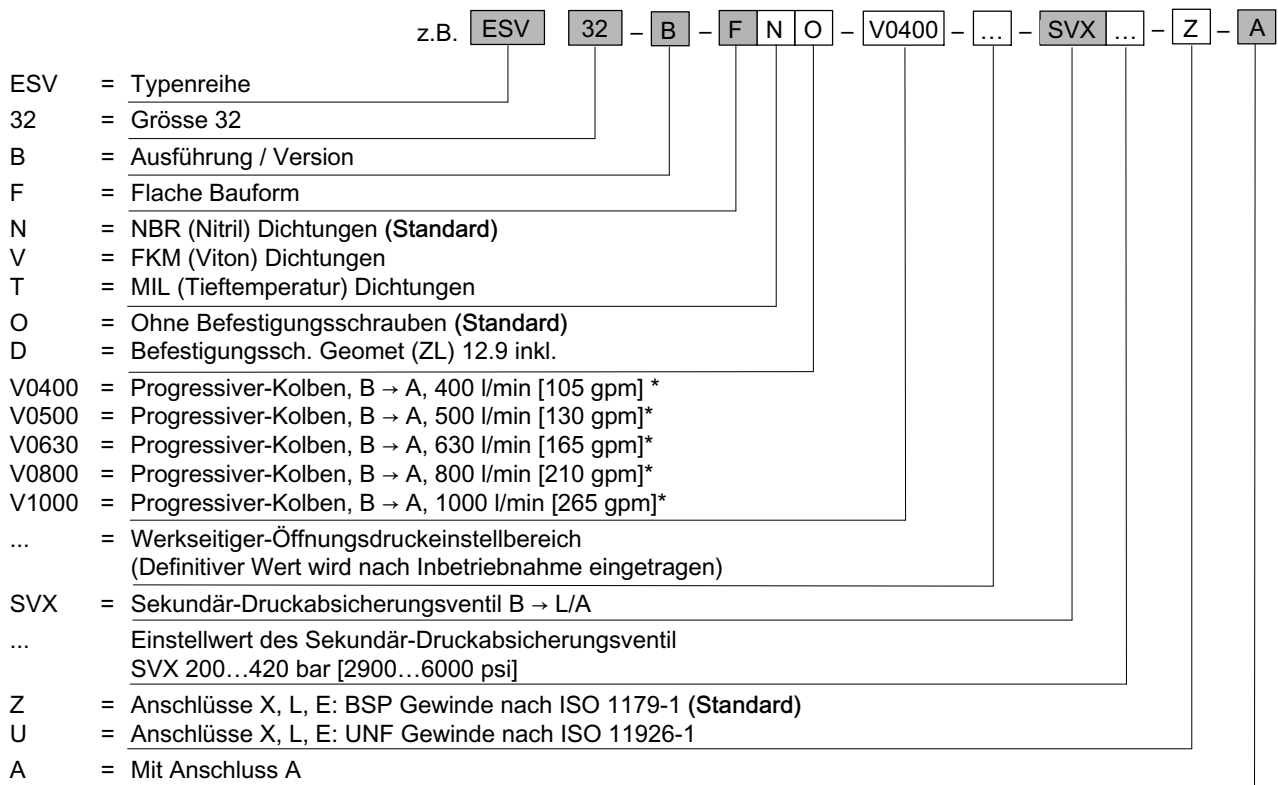 z.B. ESV 32 – B – F N O – V0400 – ... – SVX ... – Z – A
ESV = Typenreihe
32 = Grösse 32
B = Ausführung / Version
F = Flache Bauform
N = NBR (Nitril) Dichtungen (Standard)
V = FKM (Viton) Dichtungen
T = MIL (Tieftemperatur) Dichtungen
O = Ohne Befestigungsschrauben (Standard)
D = Befestigungssch. Geomet (ZL) 12.9 inkl.
V0400 = Progressiver-Kolben, B → A, 400 l/min [105 gpm] *
V0500 = Progressiver-Kolben, B → A, 500 l/min [130 gpm]*
V0630 = Progressiver-Kolben, B → A, 630 l/min [165 gpm]*
V0800 = Progressiver-Kolben, B → A, 800 l/min [210 gpm]*
V1000 = Progressiver-Kolben, B → A, 1000 l/min [265 gpm]*
... = Werkseitiger-Öffnungsdruckeinstellbereich
(Definitiver Wert wird nach Inbetriebnahme eingetragen)
SVX = Sekundär-Druckabsicherungsventil B → L/A
... Einstellwert des Sekundär-Druckabsicherungsventil
SVX 200…420 bar [2900…6000 psi]
Z = Anschlüsse X, L, E: BSP Gewinde nach ISO 1179-1 (Standard)
U = Anschlüsse X, L, E: UNF Gewinde nach ISO 11926-1
A = Mit Anschluss A